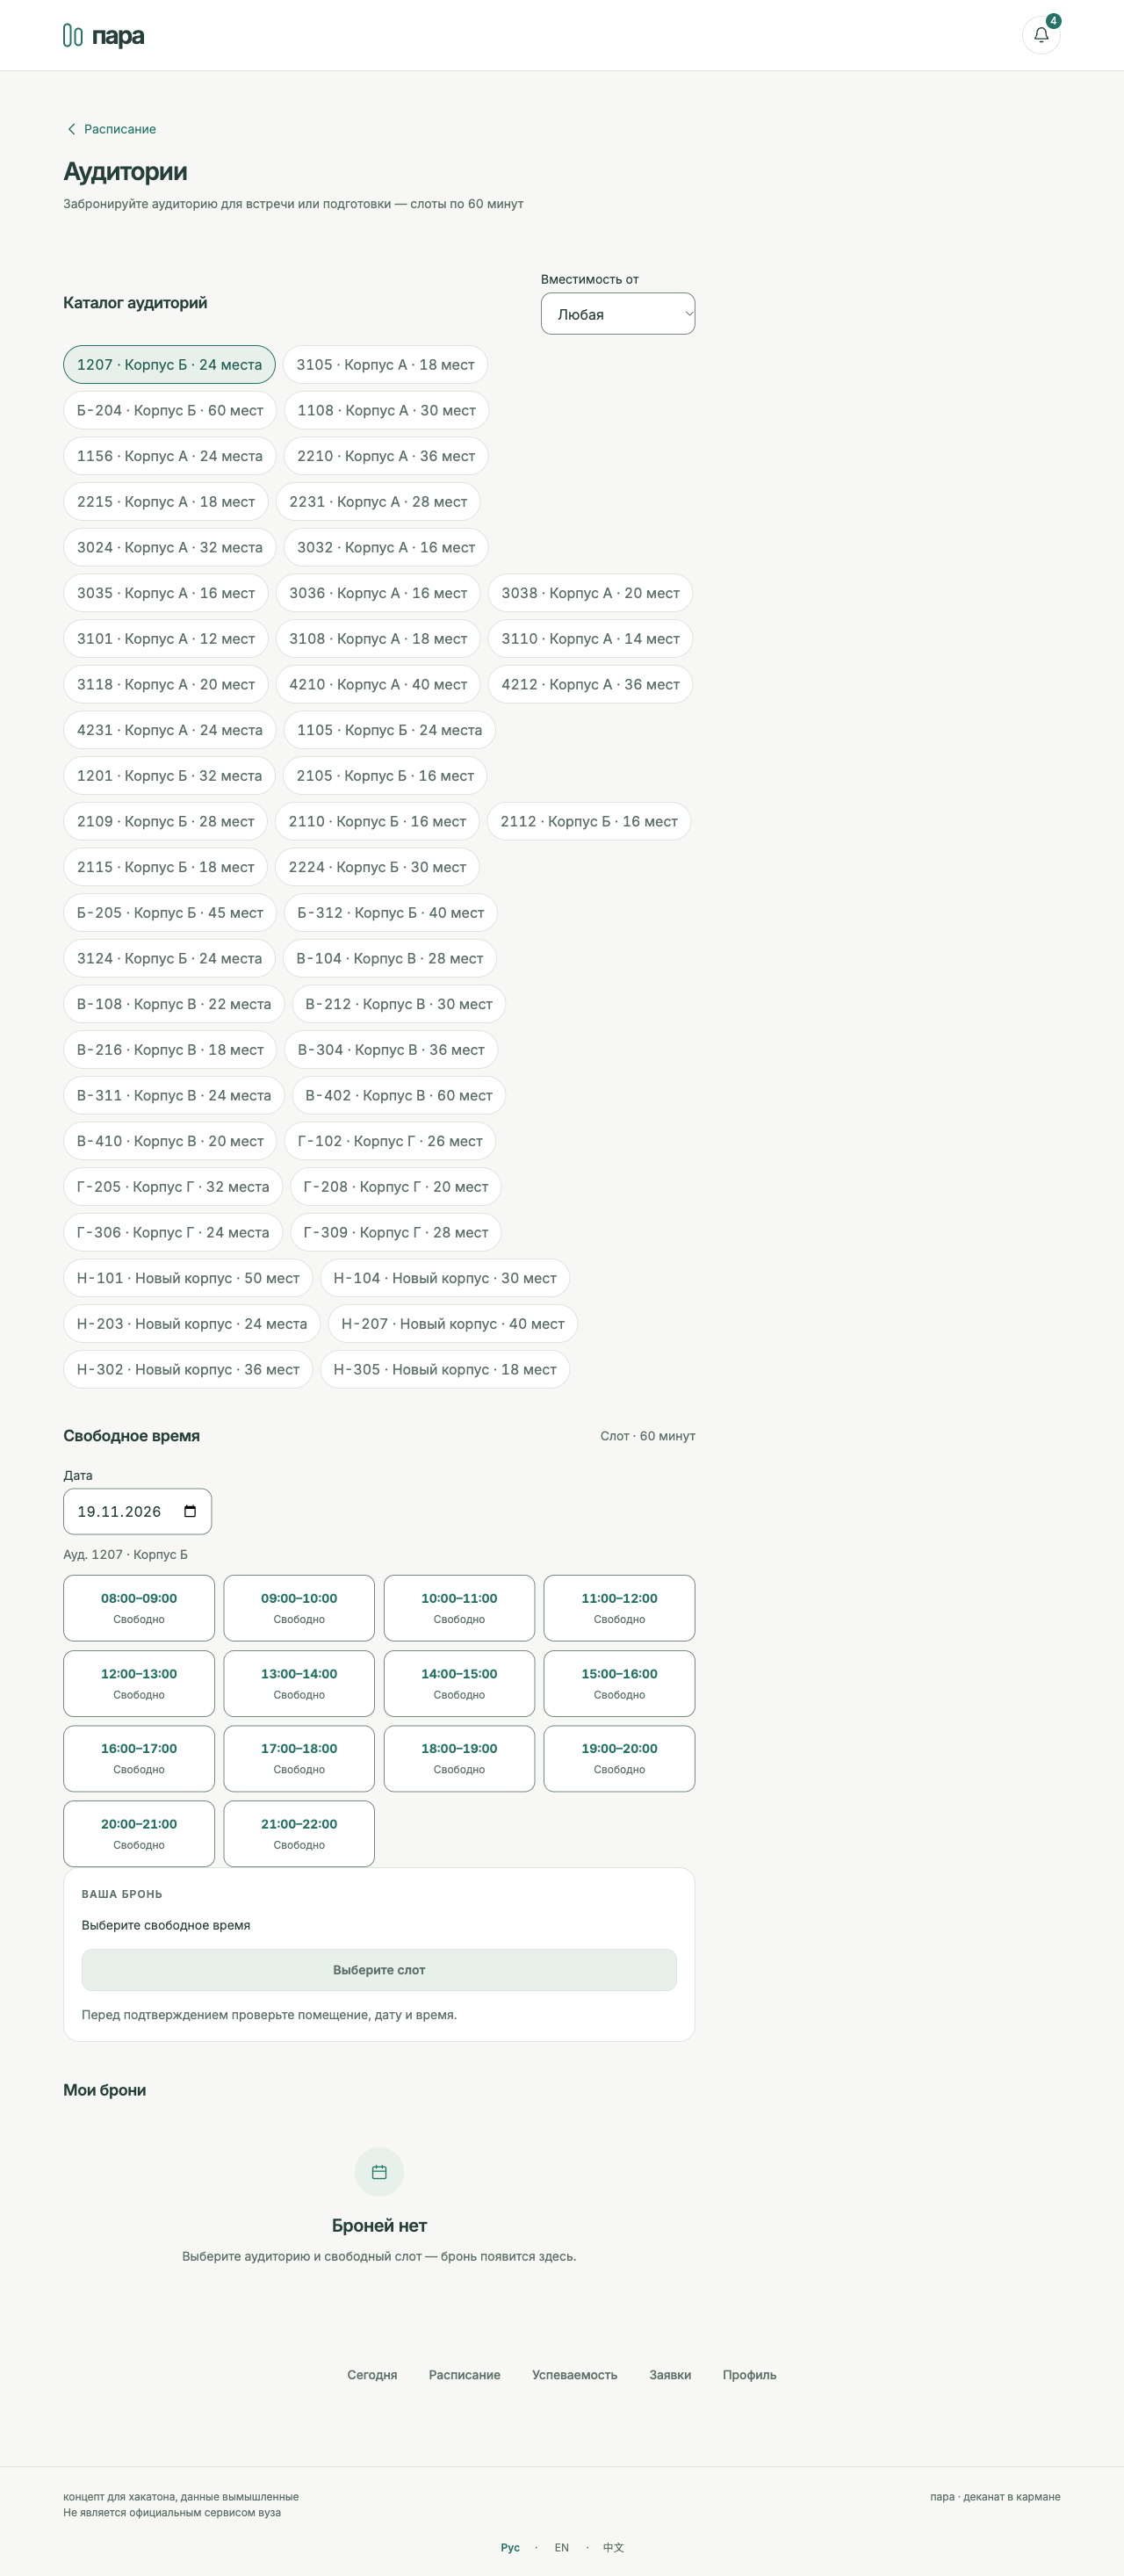 пара
4
Расписание
Аудитории
Забронируйте аудиторию для встречи или подготовки — слоты по 60 минут
Вместимость от
Каталог аудиторий
Любая
1207 · Корпус Б · 24 места
3105 · Корпус А · 18 мест
Б-204 · Корпус Б · 60 мест
1108 · Корпус А · 30 мест
1156 · Корпус А · 24 места
2210 · Корпус А · 36 мест
2215 · Корпус А · 18 мест
2231 · Корпус А · 28 мест
3024 · Корпус А · 32 места
3032 · Корпус А · 16 мест
3035 · Корпус А · 16 мест
3036 · Корпус А · 16 мест
3038 · Корпус А · 20 мест
3101 · Корпус А · 12 мест
3108 · Корпус А · 18 мест
3110 · Корпус А · 14 мест
3118 · Корпус А · 20 мест
4210 · Корпус А · 40 мест
4212 · Корпус А · 36 мест
4231 · Корпус А · 24 места
1105 · Корпус Б · 24 места
1201 · Корпус Б · 32 места
2105 · Корпус Б · 16 мест
2109 · Корпус Б · 28 мест
2110 · Корпус Б · 16 мест
2112 · Корпус Б · 16 мест
2115 · Корпус Б · 18 мест
2224 · Корпус Б · 30 мест
Б-205 · Корпус Б · 45 мест
Б-312 · Корпус Б · 40 мест
3124 · Корпус Б · 24 места
В-104 · Корпус В · 28 мест
В-108 · Корпус В · 22 места
В-212 · Корпус В · 30 мест
В-216 · Корпус В · 18 мест
В-304 · Корпус В · 36 мест
В-311 · Корпус В · 24 места
В-402 · Корпус В · 60 мест
В-410 · Корпус В · 20 мест
Г-102 · Корпус Г · 26 мест
Г-205 · Корпус Г · 32 места
Г-208 · Корпус Г · 20 мест
Г-306 · Корпус Г · 24 места
Г-309 · Корпус Г · 28 мест
Н-101 · Новый корпус · 50 мест
Н-104 · Новый корпус · 30 мест
Н-203 · Новый корпус · 24 места
Н-207 · Новый корпус · 40 мест
Н-302 · Новый корпус · 36 мест
Н-305 · Новый корпус · 18 мест
Свободное время
Слот · 60 минут
Дата
19.11.2026
Ауд. 1207 · Корпус Б
08:00–09:00
Свободно
09:00–10:00
Свободно
10:00–11:00
Свободно
11:00–12:00
Свободно
12:00–13:00
Свободно
13:00–14:00
Свободно
14:00–15:00
Свободно
15:00–16:00
Свободно
16:00–17:00
Свободно
17:00–18:00
Свободно
18:00–19:00
Свободно
19:00–20:00
Свободно
20:00–21:00
Свободно
21:00–22:00
Свободно
ВАША БРОНЬ
Выберите свободное время
Выберите слот
Перед подтверждением проверьте помещение, дату и время.
Мои брони
Броней нет
Выберите аудиторию и свободный слот — бронь появится здесь.
Сегодня
Расписание
Успеваемость
Заявки
Профиль
концепт для хакатона, данные вымышленные
Не является официальным сервисом вуза
пара · деканат в кармане
Рус · EN · 中文